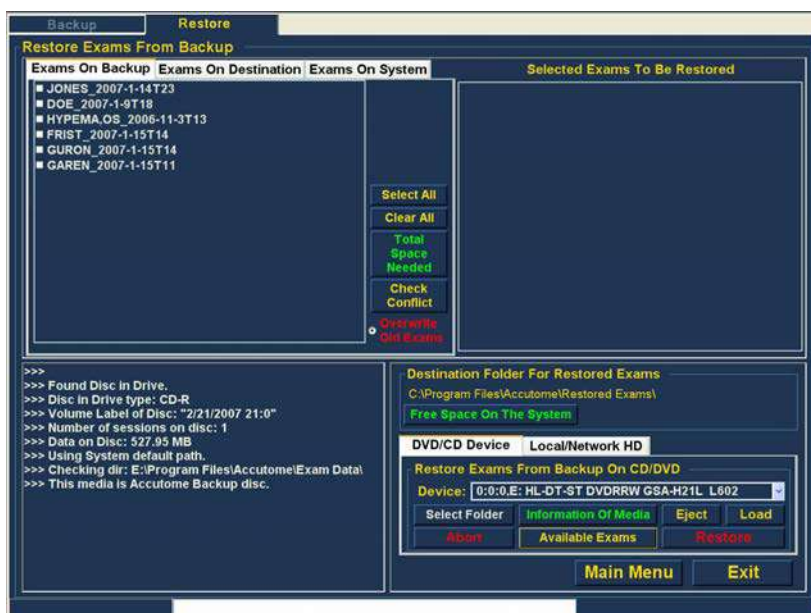 Backup
Restore
Restore Exams From Backup
Exams On Backup Exams On Destination Exams On System
JONES_2007-1-14T23
DOE_2007-1-9T18
HYPEMA,OS_2006-11-3T13
FRIST_2007-1-15T14
GURON_2007-1-15T14
GAREN_2007-1-15T11
Select All
Clear All
Total
Space
Needed
Check
Conflict
Overwrite
Old Exams
Selected Exams To Be Restored
>>>
>>> Found Disc in Drive.
>>> Disc in Drive type: CD-R
>>> Volume Label of Disc: "2/21/2007 21:0"
>>> Number of sessions on disc: 1
>>> Data on Disc: 527.95 MB
>>> Using System default path.
>>> Checking dir: E:\Program Files\Accutome\Exam Data\
>>> This media is Accutome Backup disc.
Destination Folder For Restored Exams
C:\Program Files\Accutome\Restored Exams\
Free Space On The System
DVD/CD Device Local/Network HD
Restore Exams From Backup On CD/DVD
Device: 0:0:0,E: HL-DT-ST DVDRRW GSA-H21L L602
Select Folder Information Of Media Eject Load
Abort Available Exams Restore
Main Menu Exit